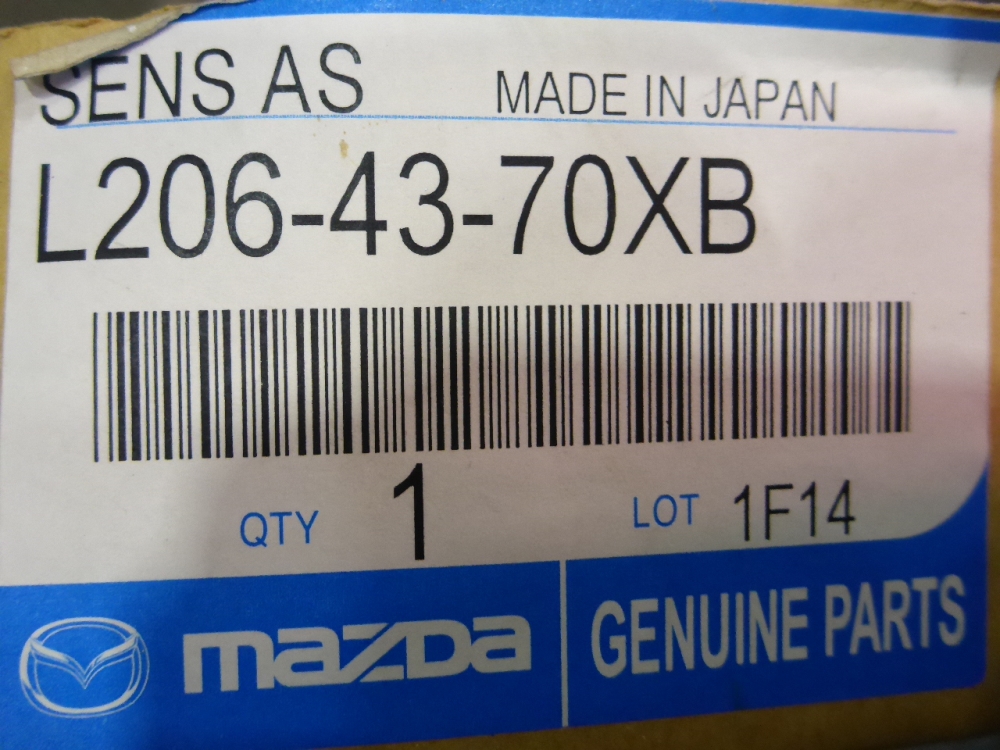 SENS AS MADE IN JAPAN
L206-43-70XB
QTY 1 LOT 1F14
mazda GENUINE PARTS